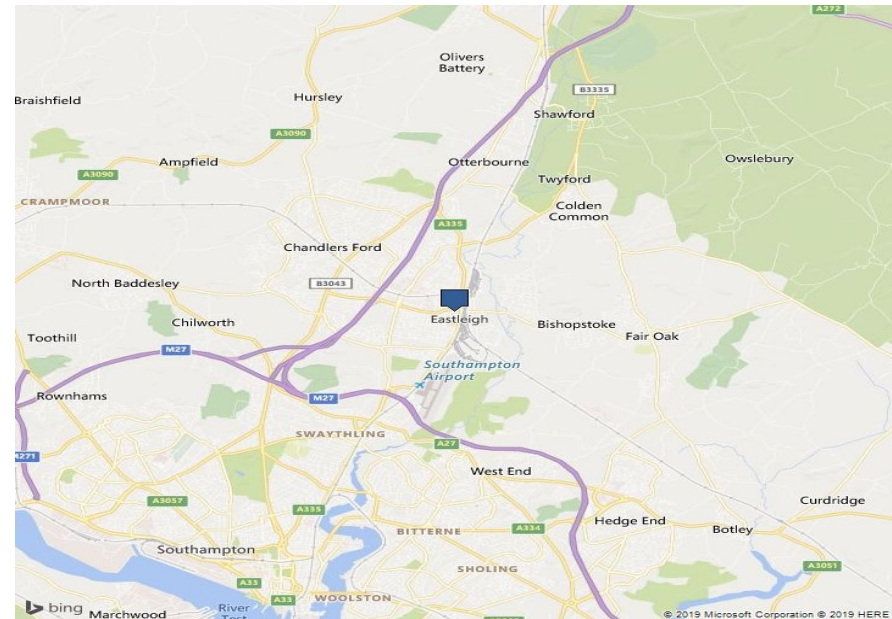 A272
Olivers
Battery
B3335
Braishfield
Hursley
Shawford
A3090
Ampfield
Otterbourne
Owslebury
A3090
Twyford
CRAMPMOOR
Colden
Common
A335
Chandlers Ford
North Baddesley
B3043
Chilworth
Eastleigh
Bishopstoke
Toothill
Fair Oak
M27
Southampton
Airport
Rownhams
M27
SWAYTHLING
A27
M271
West End
A3057
A335
Curdridge
Hedge End
BITTERNE
A334
Botley
Southampton
A3051
SHOLING
A33
WOOLSTON
bing
Marchwood
A33
River
© 2019 Microsoft Corporation © 2019 HERE